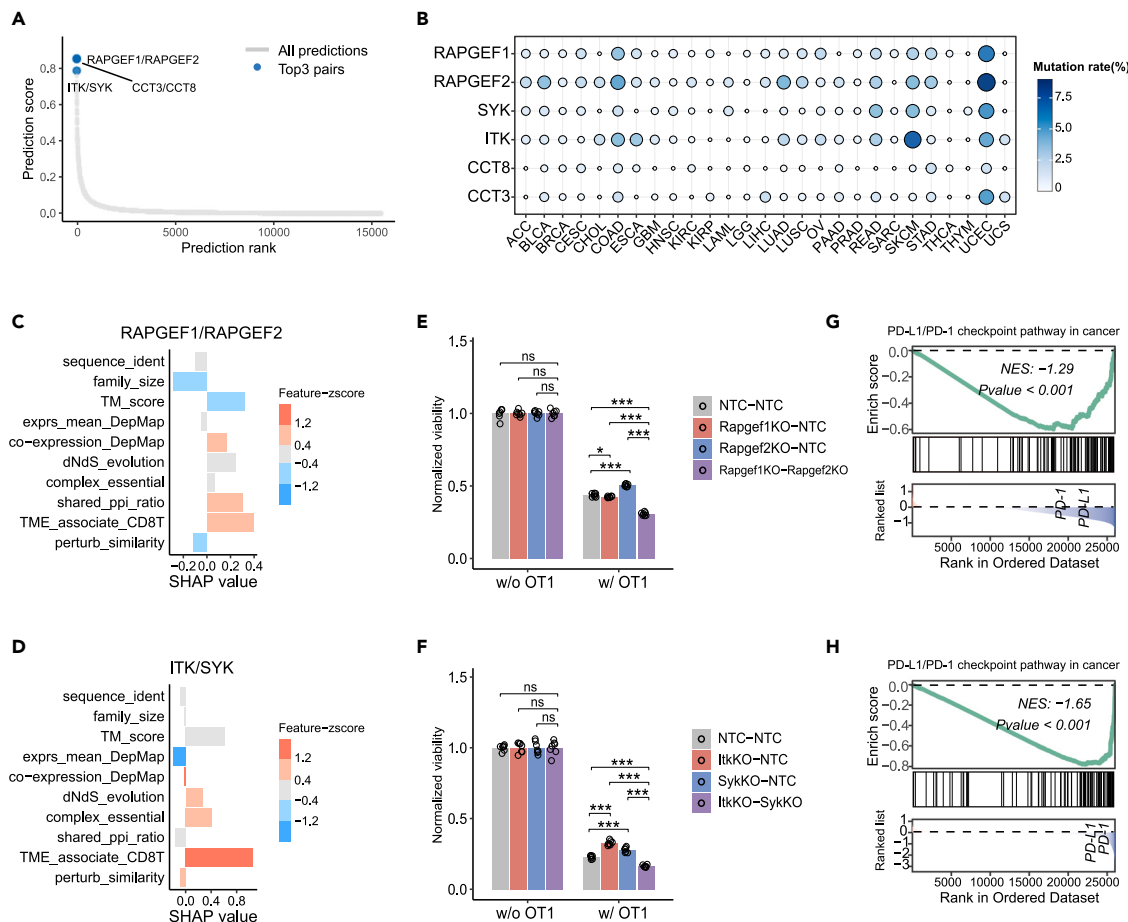 A
Prediction score
0.8
0.6
0.4
0.2
0.0
RAPGEF1/RAPGEF2
ITK/SYK
CCT3/CCT8
All predictions
Top3 pairs
0
5000
10000
15000
Prediction rank
B
RAPGEF1
RAPGEF2
SYK
ITK
CCT8
CCT3
ACC
BLCA
BRCA
CESC
CHOL
COAD
ESCA
GBM
HNSC
KIRC
KIRP
LAML
LGG
LIHC
LUAD
LUSC
OV
PAAD
PRAD
READ
SARC
SKCM
STAD
THCA
THYM
UCEC
UCS
Mutation rate(%)
7.5
5.0
2.5
0
C
RAPGEF1/RAPGEF2
sequence_ident
family_size
TM_score
exprs_mean_DepMap
co-expression_DepMap
dNdS_evolution
complex_essential
shared_ppi_ratio
TME_associate_CD8T
perturb_similarity
−0.2
0.0
0.2
0.4
SHAP value
Feature−zscore
1.2
0.4
−0.4
−1.2
D
ITK/SYK
sequence_ident
family_size
TM_score
exprs_mean_DepMap
co-expression_DepMap
dNdS_evolution
complex_essential
shared_ppi_ratio
TME_associate_CD8T
perturb_similarity
0.0
0.4
0.8
SHAP value
Feature−zscore
1.2
0.4
−0.4
−1.2
E
Normalized viability
1.5
1.0
0.5
0.0
ns
ns
ns
***
***
***
*
***
w/o OT1
w/ OT1
NTC−NTC
Rapgef1KO−NTC
Rapgef2KO−NTC
Rapgef1KO−Rapgef2KO
F
Normalized viability
1.5
1.0
0.5
0.0
ns
ns
ns
***
***
***
***
***
w/o OT1
w/ OT1
NTC−NTC
ItkKO−NTC
SykKO−NTC
ItkKO−SykKO
G
PD-L1/PD-1 checkpoint pathway in cancer
Enrich score
0.0
−0.2
−0.4
−0.6
NES: −1.29
Pvalue < 0.001
Ranked list
1
0
−1
PD-1
PD-L1
5000
10000
15000
20000
25000
Rank in Ordered Dataset
H
PD-L1/PD-1 checkpoint pathway in cancer
Enrich score
0.0
−0.2
−0.4
−0.6
−0.8
NES: −1.65
Pvalue < 0.001
Ranked list
1
0
−1
−2
−3
PD-L1
PD-1
5000
10000
15000
20000
25000
Rank in Ordered Dataset